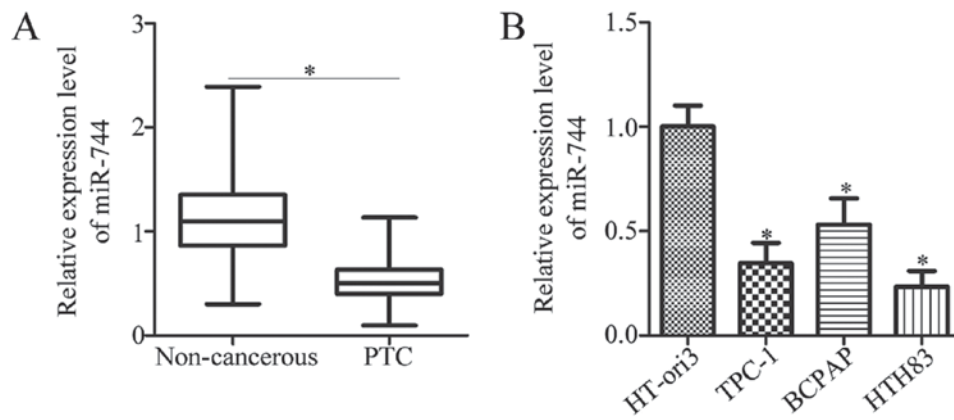 A
Relative expression level
of miR-744
3
2
1
0
*
Non-cancerous
PTC
B
Relative expression level
of miR-744
1.5
1.0
0.5
0.0
*
*
*
HT-ori3
TPC-1
BCPAP
HTH83